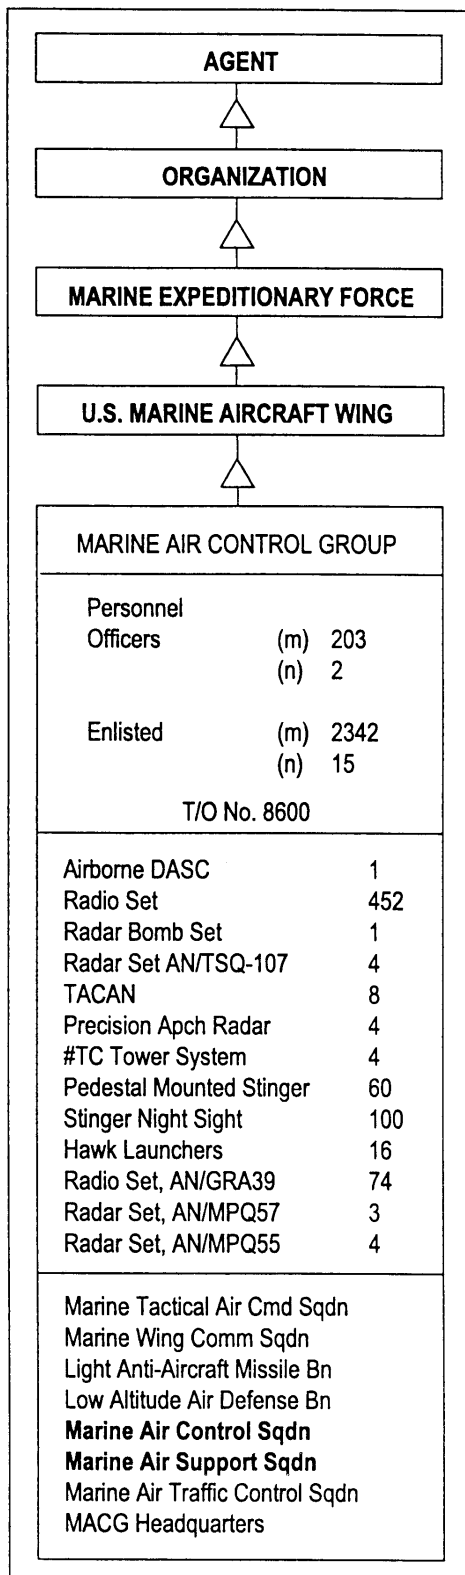 AGENT
ORGANIZATION
MARINE EXPEDITIONARY FORCE
U.S. MARINE AIRCRAFT WING
MARINE AIR CONTROL GROUP
Personnel
Officers (m) 203
(n) 2
Enlisted (m) 2342
(n) 15
T/O No. 8600
Airborne DASC 1
Radio Set 452
Radar Bomb Set 1
Radar Set AN/TSQ-107 4
TACAN 8
Precision Apch Radar 4
#TC Tower System 4
Pedestal Mounted Stinger 60
Stinger Night Sight 100
Hawk Launchers 16
Radio Set, AN/GRA39 74
Radar Set, AN/MPQ57 3
Radar Set, AN/MPQ55 4
Marine Tactical Air Cmd Sqdn
Marine Wing Comm Sqdn
Light Anti-Aircraft Missile Bn
Low Altitude Air Defense Bn
Marine Air Control Sqdn
Marine Air Support Sqdn
Marine Air Traffic Control Sqdn
MACG Headquarters